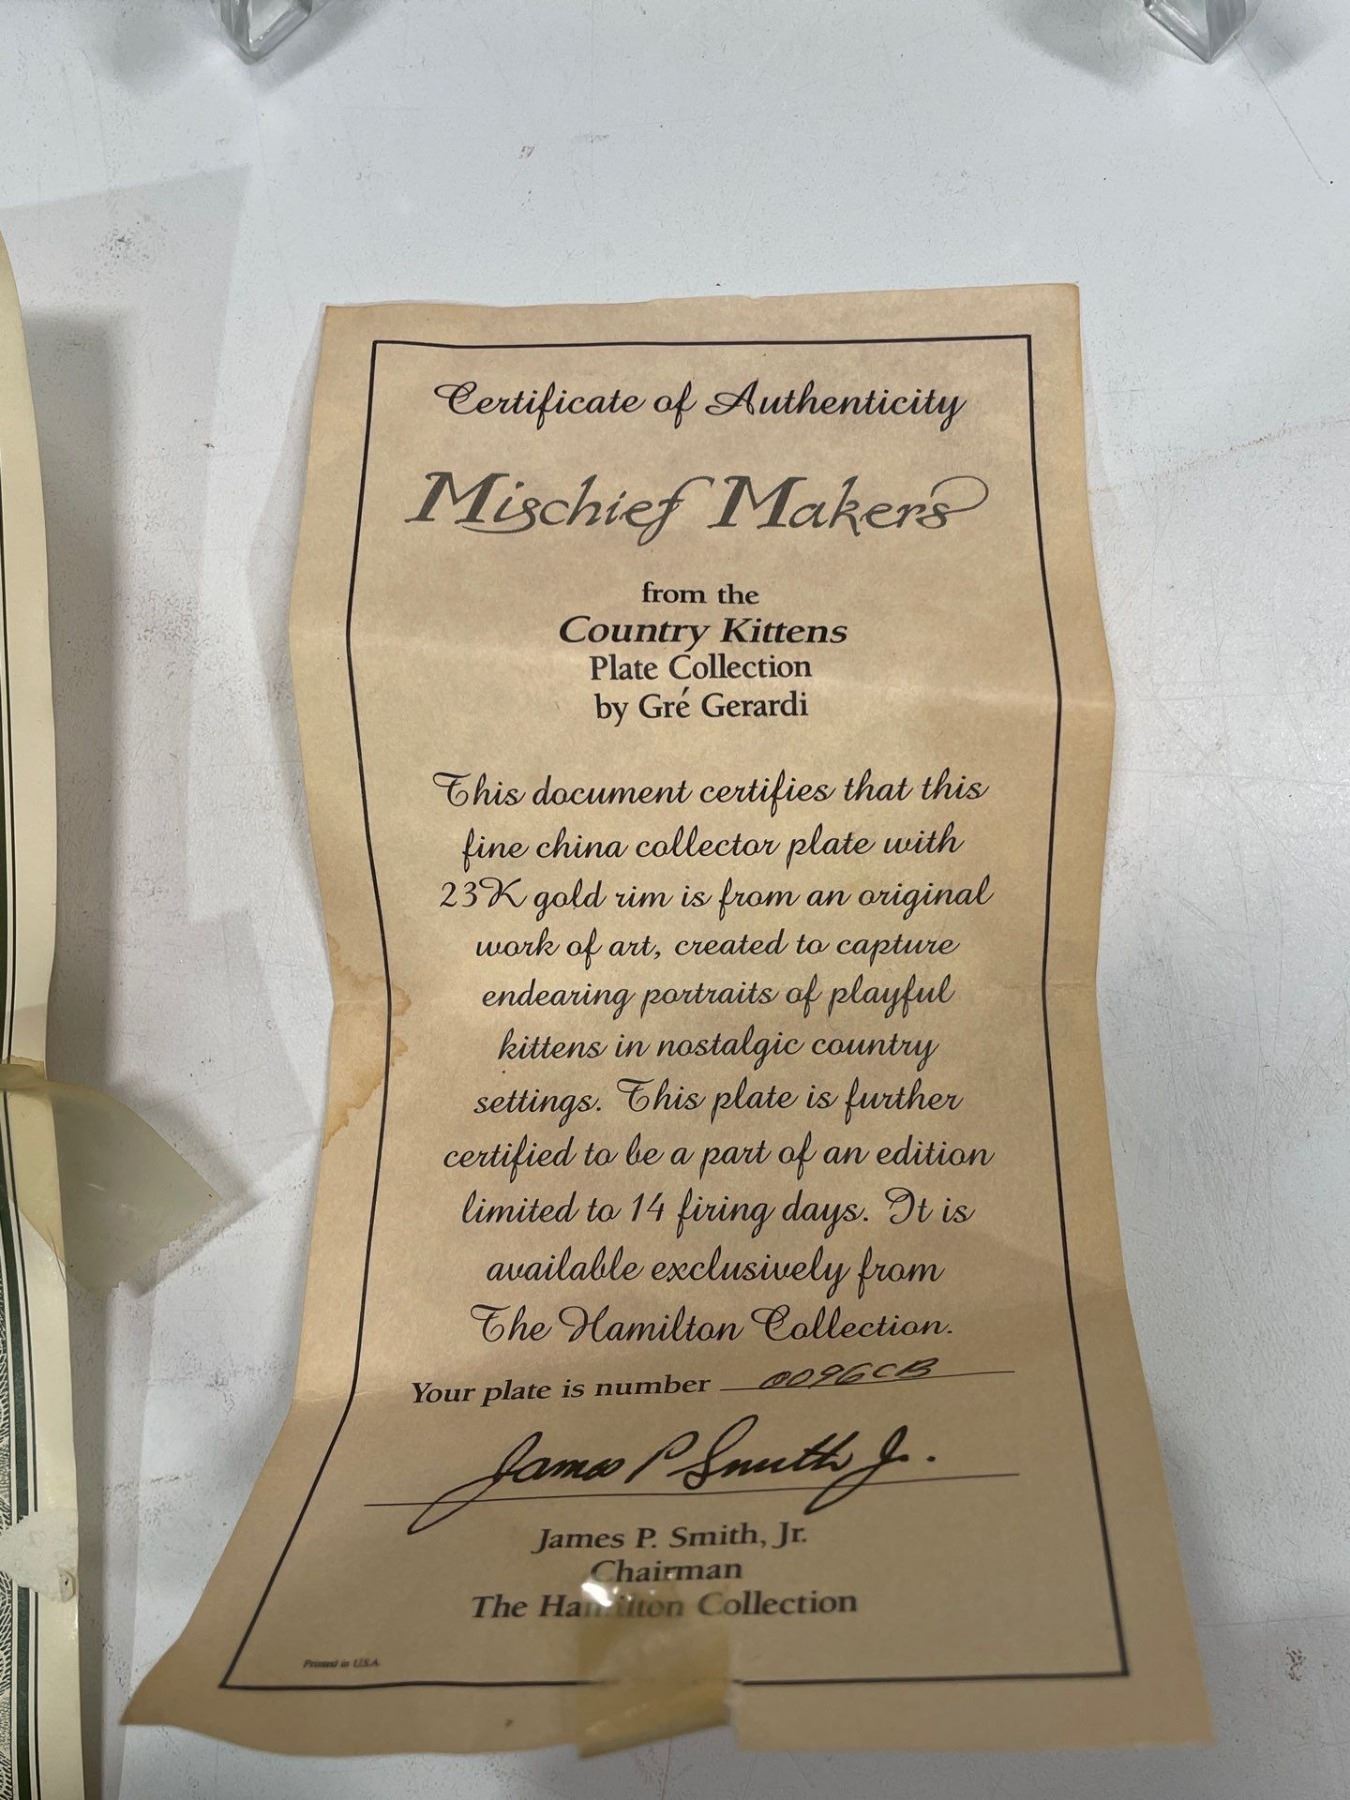 Certificate of Authenticity
Mischief Makers
from the
Country Kittens
Plate Collection
by Gré Gerardi
This document certifies that this
fine china collector plate with
23K gold rim is from an original
work of art, created to capture
endearing portraits of playful
kittens in nostalgic country
settings. This plate is further
certified to be a part of an edition
limited to 14 firing days. It is
available exclusively from
The Hamilton Collection.
Your plate is number 0096CB
James P Smith Jr.
James P. Smith, Jr.
Chairman
The Hamilton Collection
Printed in U.S.A.